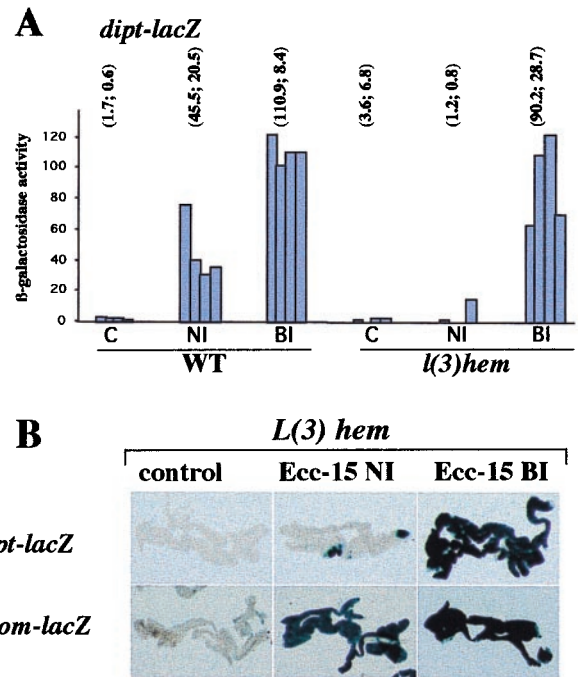 A
dipt-lacZ
(1.7; 0.6)
(45.5; 20.5)
(110.9; 8.4)
(3.6; 6.8)
(1.2; 0.8)
(90.2; 28.7)
ß-galactosidase activity
120
100
80
60
40
20
0
C NI BI C NI BI
WT l(3)hem
B
L(3) hem
control Ecc-15 NI Ecc-15 BI
pt-lacZ
om-lacZ